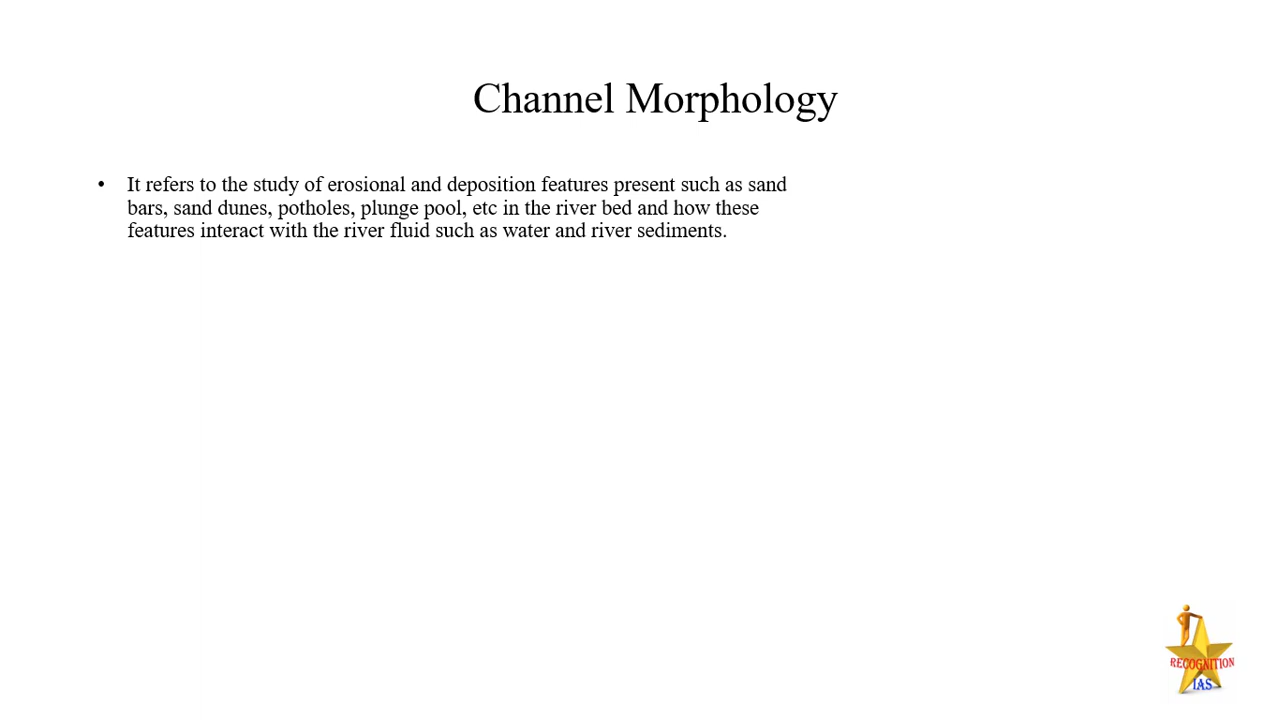 Channel Morphology
• It refers to the study of erosional and deposition features present such as sand
bars, sand dunes, potholes, plunge pool, etc in the river bed and how these
features interact with the river fluid such as water and river sediments.
RECOGNITION
IAS